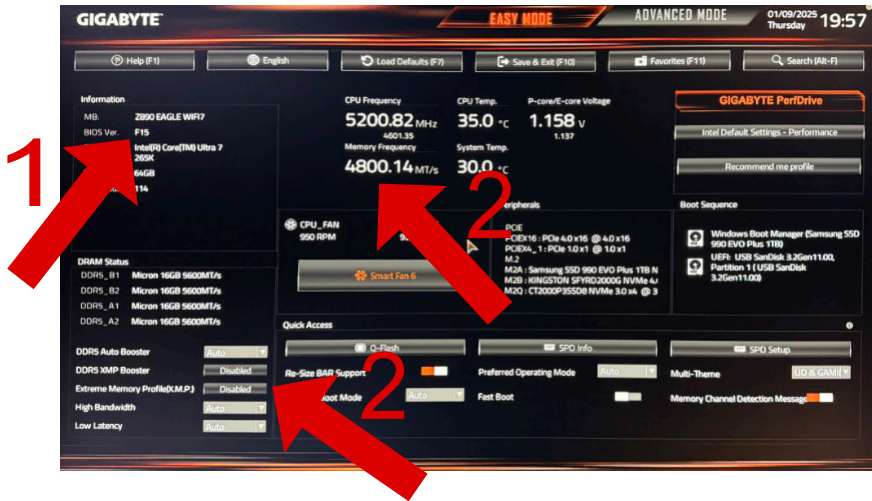 GIGABYTE
EASY MODE
ADVANCED MODE
01/09/2025
Thursday
19:57
Help (F1)
English
Load Defaults (F7)
Save & Exit (F10)
Favorites (F11)
Search (Alt-F)
Information
MB: Z890 EAGLE WIFI7
BIOS Ver. F15
Intel(R) Core(TM) Ultra 7
265K
64GB
114
CPU Frequency
5200.82 MHz
4601.35
CPU Temp.
35.0 °C
P-core/E-core Voltage
1.158 V
1.137
Memory Frequency
4800.14 MT/s
System Temp.
30.0 °C
GIGABYTE PerfDrive
Intel Default Settings - Performance
Recommend me profile
1
2
CPU_FAN
950 RPM
Smart Fan 6
eripherals
PCIE
PCIEX16 : PCIe 4.0 x16 @ 4.0 x16
PCIEX4_1 : PCIe 1.0 x1 @ 1.0 x1
M.2
M2A : Samsung SSD 990 EVO Plus 1TB N
M2B : KINGSTON SFYRD2000G NVMe 4.
M2Q : CT2000P3SSD8 NVMe 3.0 x4 @ 3
Boot Sequence
Windows Boot Manager (Samsung SSD
990 EVO Plus 1TB)
UEFI: USB SanDisk 3.2Gen11.00,
Partition 1 ( USB SanDisk
3.2Gen11.00)
DRAM Status
DDR5_B1 Micron 16GB 5600MT/s
DDR5_B2 Micron 16GB 5600MT/s
DDR5_A1 Micron 16GB 5600MT/s
DDR5_A2 Micron 16GB 5600MT/s
DDR5 Auto Booster Auto
DDR5 XMP Booster Disabled
Extreme Memory Profile(X.M.P.) Disabled
High Bandwidth Auto
Low Latency Auto
2
Quick Access
Q-Flash
SPD Info
SPD Setup
Re-Size BAR Support
Preferred Operating Mode Auto
Multi-Theme UD & GAMI
oot Mode Auto
Fast Boot
Memory Channel
Detection Message